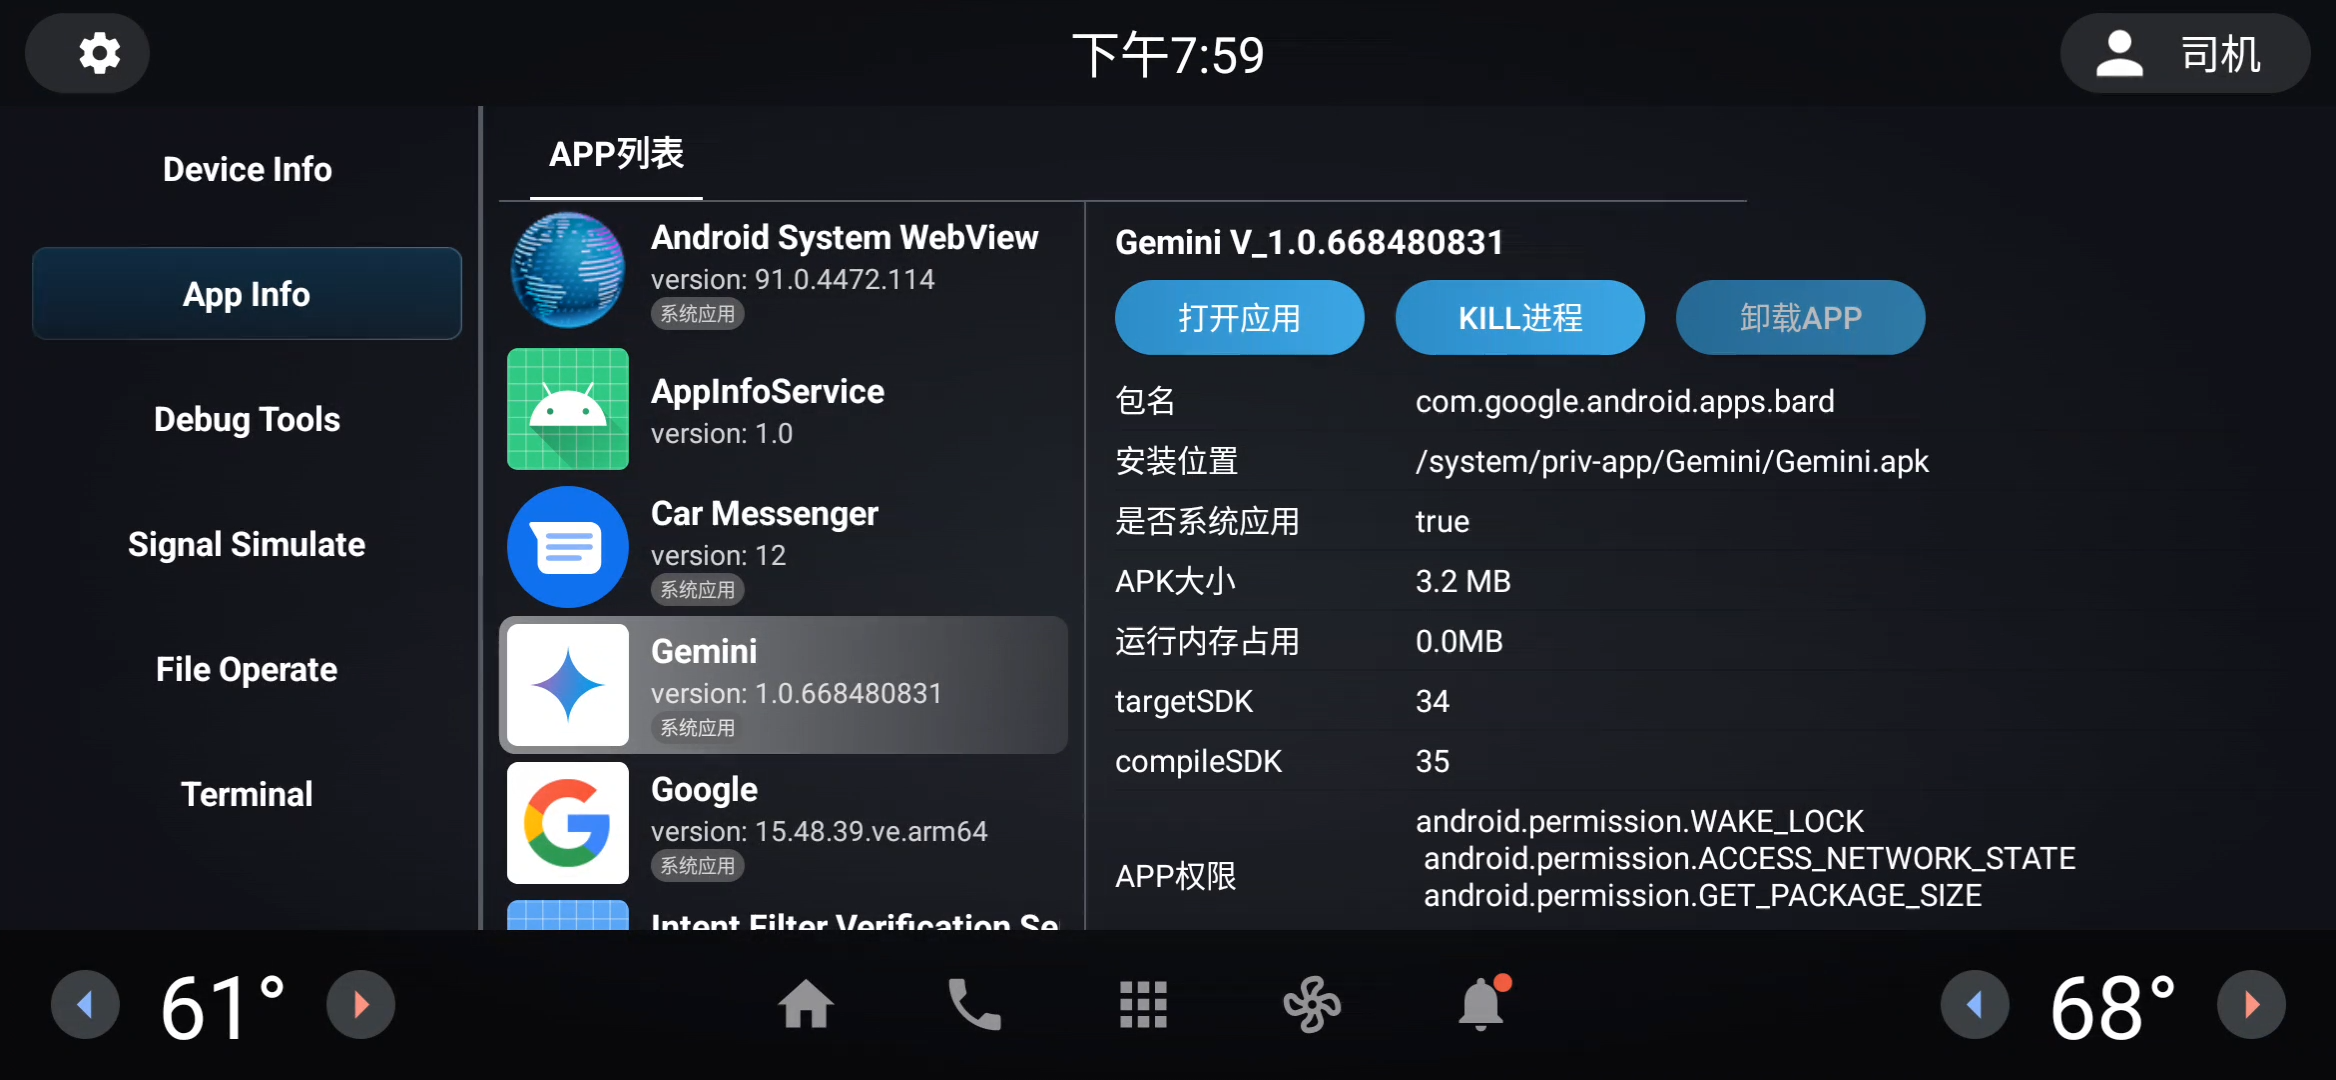 下午7:59
司机
Device Info
App Info
Debug Tools
Signal Simulate
File Operate
Terminal
APP列表
Android System WebView
version: 91.0.4472.114
系统应用
AppInfoService
version: 1.0
Car Messenger
version: 12
系统应用
Gemini
version: 1.0.668480831
系统应用
Google
version: 15.48.39.ve.arm64
系统应用
Intent Filter Verification Se
Gemini V_1.0.668480831
打开应用
KILL进程
卸载APP
包名 com.google.android.apps.bard
安装位置 /system/priv-app/Gemini/Gemini.apk
是否系统应用 true
APK大小 3.2 MB
运行内存占用 0.0MB
targetSDK 34
compileSDK 35
APP权限
android.permission.WAKE_LOCK
android.permission.ACCESS_NETWORK_STATE
android.permission.GET_PACKAGE_SIZE
61°
68°